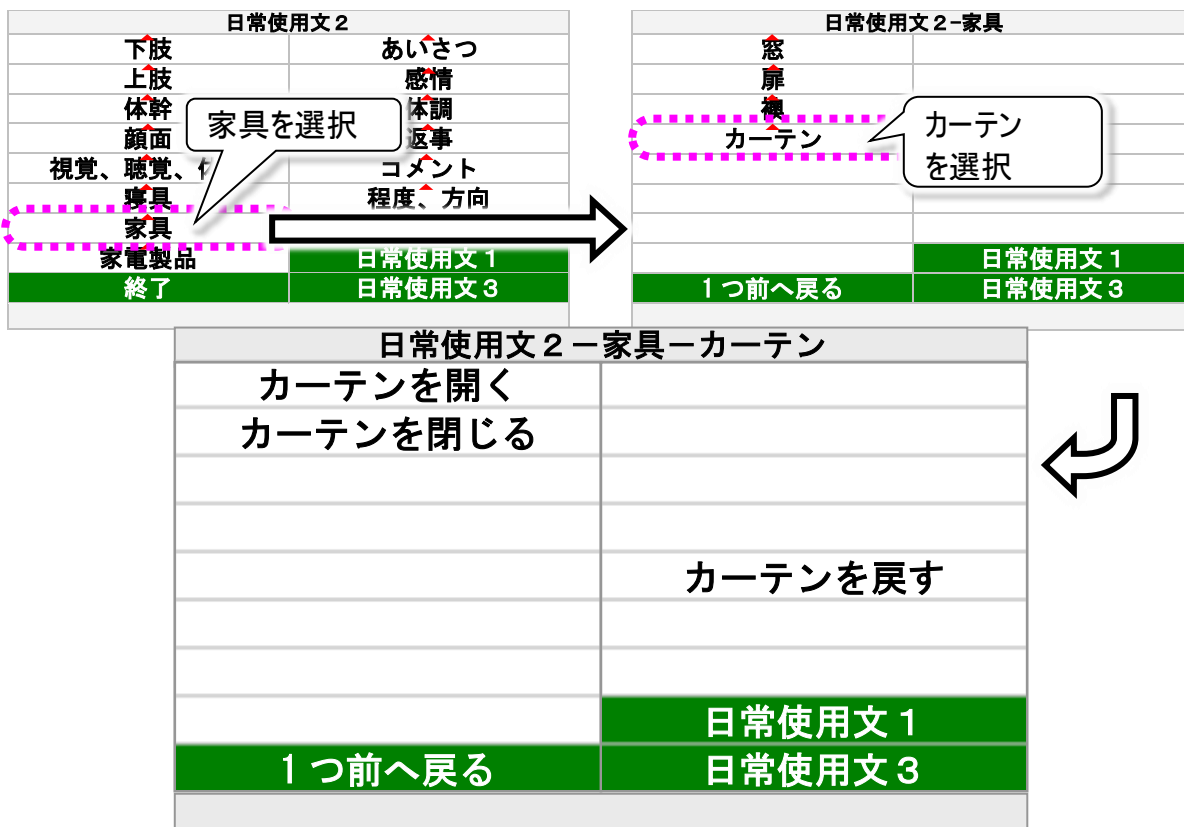 日常使用文２
下肢 あいさつ
上肢 感情
体幹 体調
顔面 返事
視覚、聴覚、 コメント
寝具 程度、方向
家具
家電製品 日常使用文１
終了 日常使用文３
家具を選択
日常使用文２-家具
窓
扉
襖
カーテン
日常使用文１
１つ前へ戻る 日常使用文３
カーテン
を選択
日常使用文２－家具－カーテン
カーテンを開く
カーテンを閉じる
カーテンを戻す
日常使用文１
１つ前へ戻る 日常使用文３